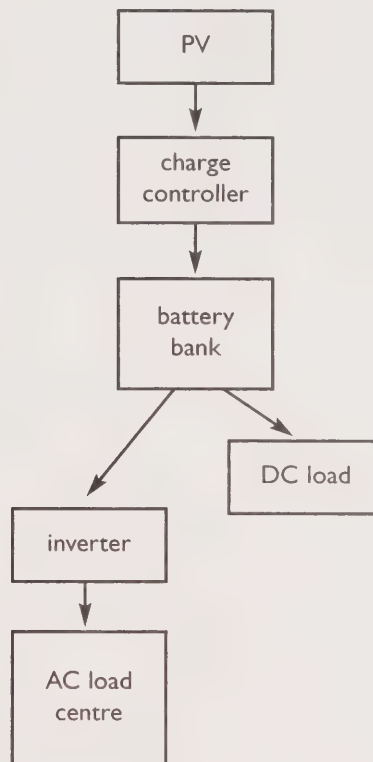 PV
charge
controller
battery
bank
DC load
inverter
AC load
centre